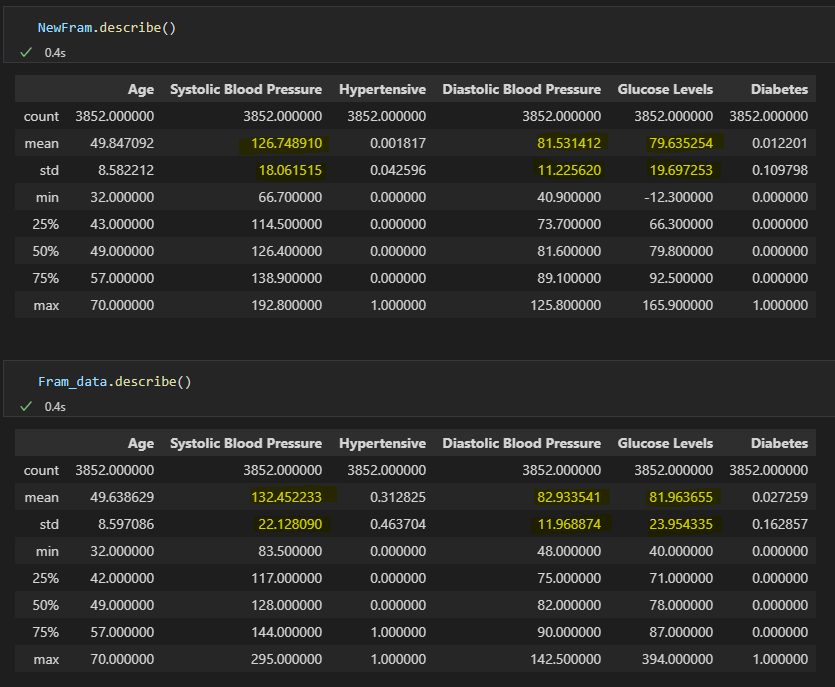 NewFram.describe()
✓ 0.4s
Age Systolic Blood Pressure Hypertensive Diastolic Blood Pressure Glucose Levels Diabetes
count 3852.000000 3852.000000 3852.000000 3852.000000 3852.000000 3852.000000
mean 49.847092 126.748910 0.001817 81.531412 79.635254 0.012201
std 8.582212 18.061515 0.042596 11.225620 19.697253 0.109798
min 32.000000 66.700000 0.000000 40.900000 -12.300000 0.000000
25% 43.000000 114.500000 0.000000 73.700000 66.300000 0.000000
50% 49.000000 126.400000 0.000000 81.600000 79.800000 0.000000
75% 57.000000 138.900000 0.000000 89.100000 92.500000 0.000000
max 70.000000 192.800000 1.000000 125.800000 165.900000 1.000000
Fram_data.describe()
✓ 0.4s
Age Systolic Blood Pressure Hypertensive Diastolic Blood Pressure Glucose Levels Diabetes
count 3852.000000 3852.000000 3852.000000 3852.000000 3852.000000 3852.000000
mean 49.638629 132.452233 0.312825 82.933541 81.963655 0.027259
std 8.597086 22.128090 0.463704 11.968874 23.954335 0.162857
min 32.000000 83.500000 0.000000 48.000000 40.000000 0.000000
25% 42.000000 117.000000 0.000000 75.000000 71.000000 0.000000
50% 49.000000 128.000000 0.000000 82.000000 78.000000 0.000000
75% 57.000000 144.000000 1.000000 90.000000 87.000000 0.000000
max 70.000000 295.000000 1.000000 142.500000 394.000000 1.000000